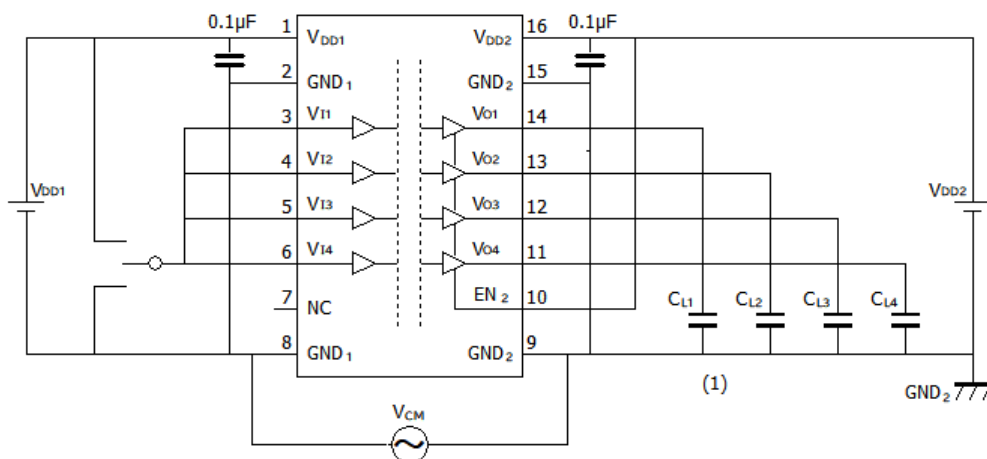 0.1µF 1 16 0.1µF
VDD1 VDD2
2 GND1 GND2 15
3 VI1 VO1 14
4 VI2 VO2 13
VDD1 VDD2
5 VI3 VO3 12
6 VI4 VO4 11
7 NC EN2 10 CL1 CL2 CL3 CL4
8 GND1 GND2 9
(1) GND2
VCM